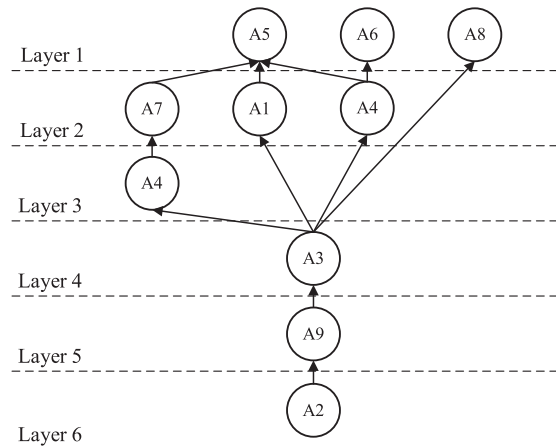 A5 A6 A8
Layer 1
A7 A1 A4
Layer 2
A4
Layer 3
A3
Layer 4
A9
Layer 5
A2
Layer 6